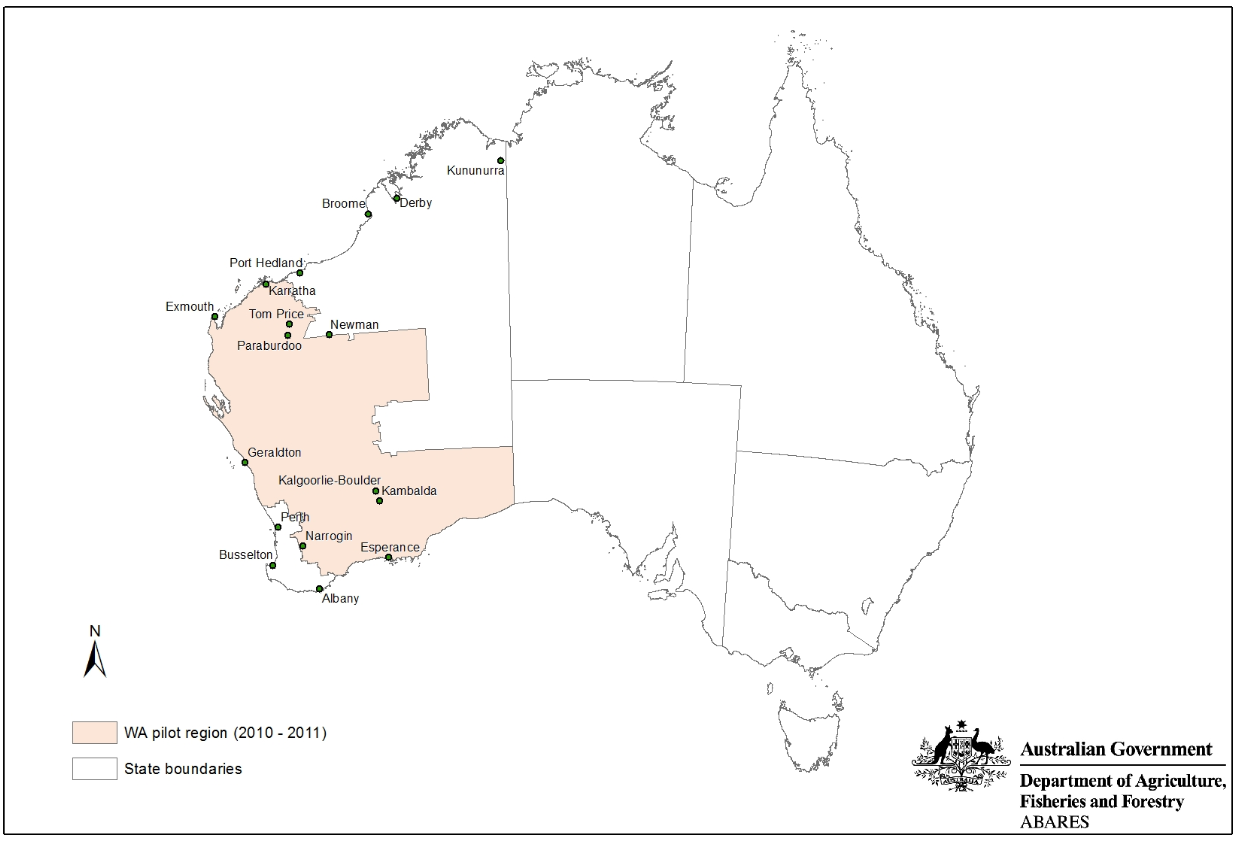 Kununurra
Derby
Broome
Port Hedland
Karratha
Exmouth
Tom Price
Newman
Paraburdoo
Geraldton
Kalgoorlie-Boulder
Kambalda
Perth
Narrogin
Esperance
Busselton
Albany
N
WA pilot region (2010 - 2011)
State boundaries
Australian Government
Department of Agriculture,
Fisheries and Forestry
ABARES